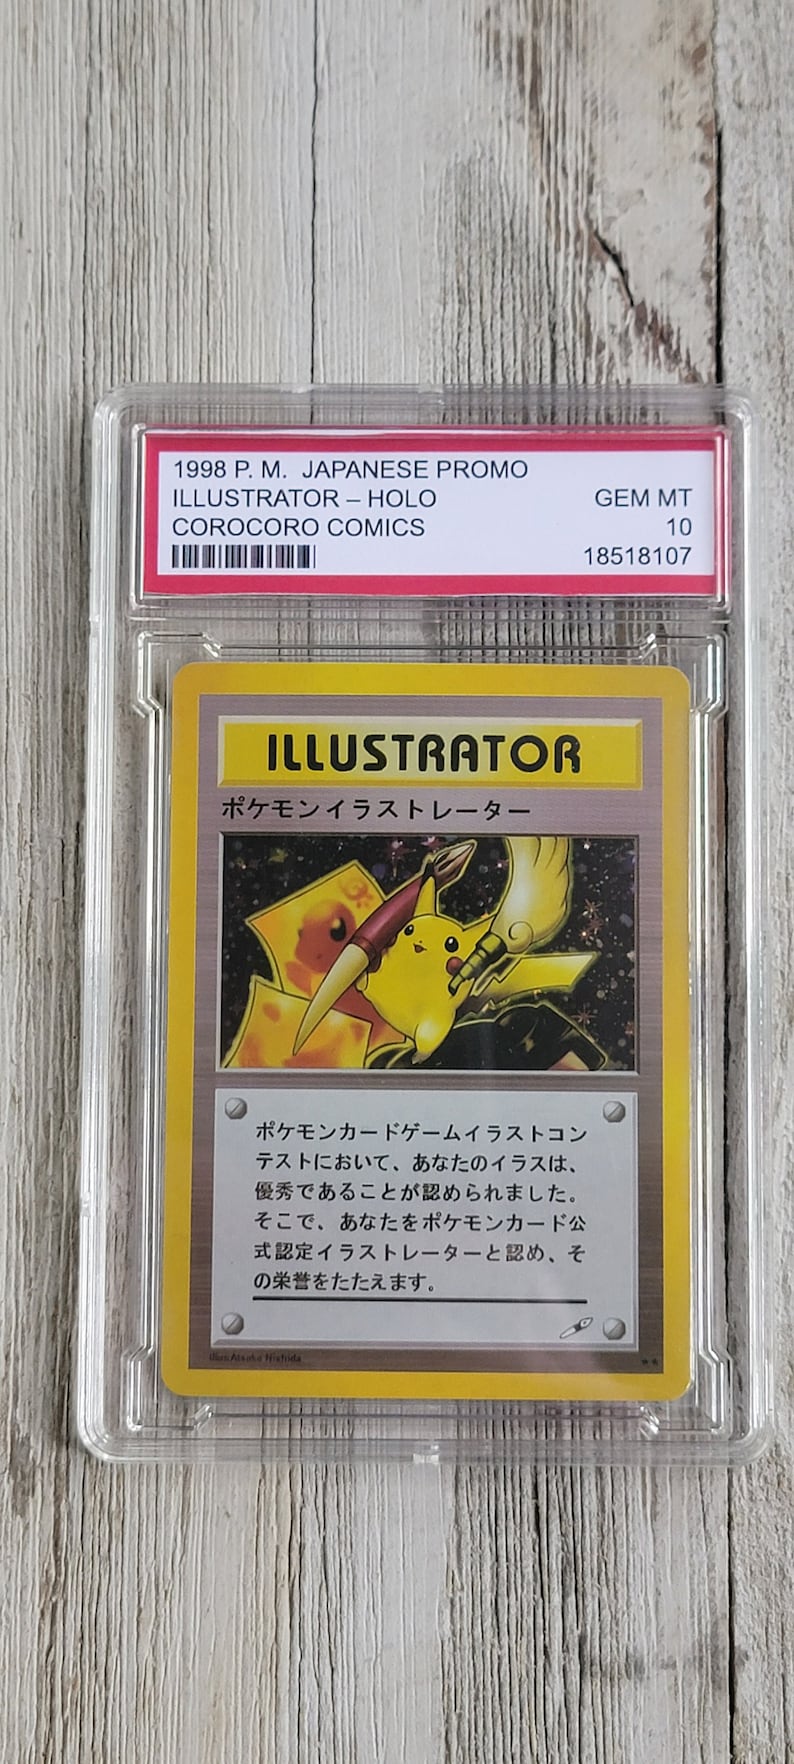 1998 P. M. JAPANESE PROMO
ILLUSTRATOR – HOLO GEM MT
COROCORO COMICS 10
18518107
ILLUSTRATOR
ポケモンイラストレーター
ポケモンカードゲームイラストコン
テストにおいて、あなたのイラスは、
優秀であることが認められました。
そこで、あなたをポケモンカード公
式認定イラストレーターと認め、そ
の栄誉をたたえます。
Illus.Atsuko Nishida
★★